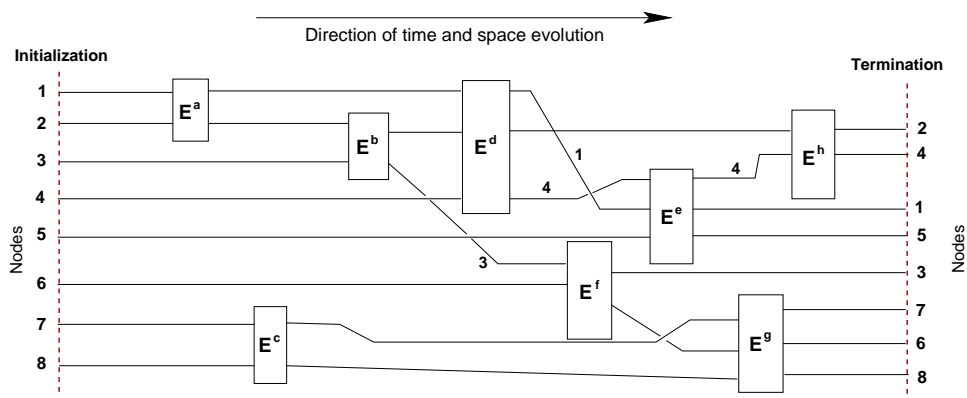 Direction of time and space evolution
Initialization
Termination
1
2
3
4
5
6
7
8
Nodes
E^a
E^b
E^c
E^d
E^e
E^f
E^g
E^h
1
4
4
3
2
4
1
5
3
7
6
8
Nodes